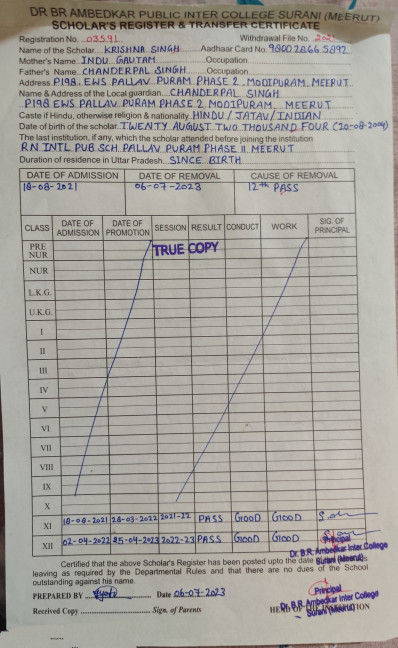 DR BR AMBEDKAR PUBLIC INTER COLLEGE SURANI (MEERUT)
SCHOLAR'S REGISTER & TRANSFER CERTIFICATE
Registration No. 03591 Withdrawal File No. 2021
Name of the Scholar. KRISHNA SINGH Aadhaar Card No. 9800 2866 5892
Mother's Name. INDU GAUTAM Occupation
Father's Name. CHANDERPAL SINGH Occupation
Address P198. EWS PALLAV PURAM PHASE 2. MODIPURAM, MEERUT
Name & Address of the Local guardian. CHANDERPAL SINGH
P198 EWS PALLAV PURAM PHASE 2 MODIPURAM, MEERUT
Caste if Hindu, otherwise religion & nationality. HINDU / JATAV / INDIAN
Date of birth of the scholar. TWENTY AUGUST TWO THOUSAND FOUR (20-08-2004)
The last institution, if any, which the scholar attended before joining the institution
R.N INTL PUB SCH. PALLAV PURAM PHASE II MEERUT
Duration of residence in Uttar Pradesh. SINCE BIRTH
DATE OF ADMISSION DATE OF REMOVAL CAUSE OF REMOVAL
18-08-2021 06-07-2023 12th PASS
CLASS DATE OF ADMISSION DATE OF PROMOTION SESSION RESULT CONDUCT WORK SIG. OF PRINCIPAL
PRE NUR TRUE COPY
NUR
L.K.G.
U.K.G.
I
II
III
IV
V
VI
VII
VIII
IX
X
XI 18-08-2021 28-03-2022 2021-22 PASS GOOD GOOD
XII 02-04-2022 25-04-2023 2022-23 PASS GOOD GOOD
Principal
Dr. B.R. Ambedkar Inter College
Surani (Meerut)
Certified that the above Scholar's Register has been posted upto the date
leaving as required by the Departmental Rules and that there are no dues of the School
outstanding against his name.
PREPARED BY Date 06-07-2023
Principal
Dr. B.R. Ambedkar Inter College
Surani (Meerut)
HEAD OF THE INSTITUTION
Received Copy Sign. of Parents